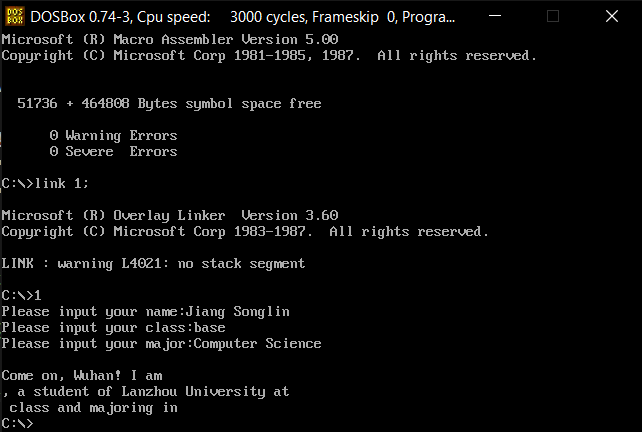 DOS
BOX
DOSBox 0.74-3, Cpu speed:    3000 cycles, Frameskip  0, Progra...
Microsoft (R) Macro Assembler Version 5.00
Copyright (C) Microsoft Corp 1981-1985, 1987.  All rights reserved.
  51736 + 464808 Bytes symbol space free
      0 Warning Errors
      0 Severe  Errors
C:\>link 1;
Microsoft (R) Overlay Linker  Version 3.60
Copyright (C) Microsoft Corp 1983-1987.  All rights reserved.
LINK : warning L4021: no stack segment
C:\>1
Please input your name:Jiang Songlin
Please input your class:base
Please input your major:Computer Science
Come on, Wuhan! I am
, a student of Lanzhou University at
 class and majoring in
C:\>